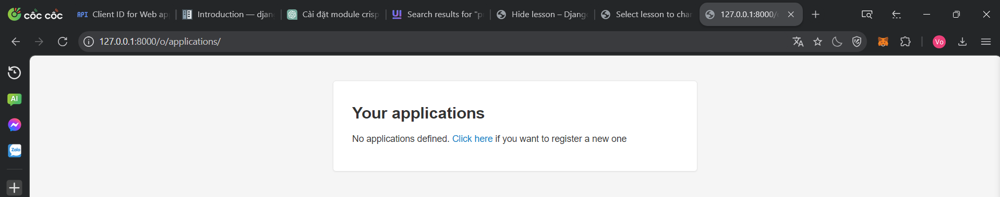 cốc cốc
API Client ID for Web ap
Introduction — djan
Cài đặt module crisp
UI Search results for "p
Hide lesson – Djang
Select lesson to char
127.0.0.1:8000/
127.0.0.1:8000/o/applications/
Vo
AI
Zalo
Your applications
No applications defined. Click here if you want to register a new one